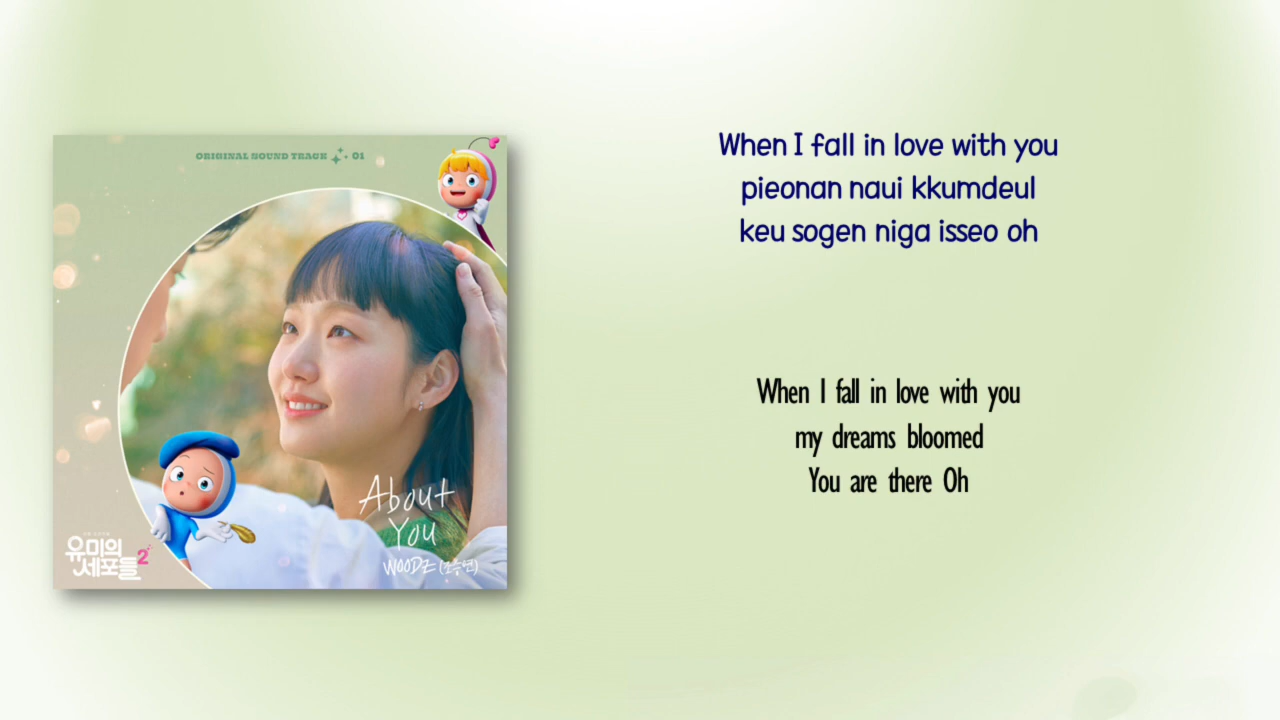 ORIGINAL SOUND TRACK 01
About
You
WOODZ (조승연)
유미의
세포들 2
When I fall in love with you
pieonan naui kkumdeul
keu sogen niga isseo oh
When I fall in love with you
my dreams bloomed
You are there Oh